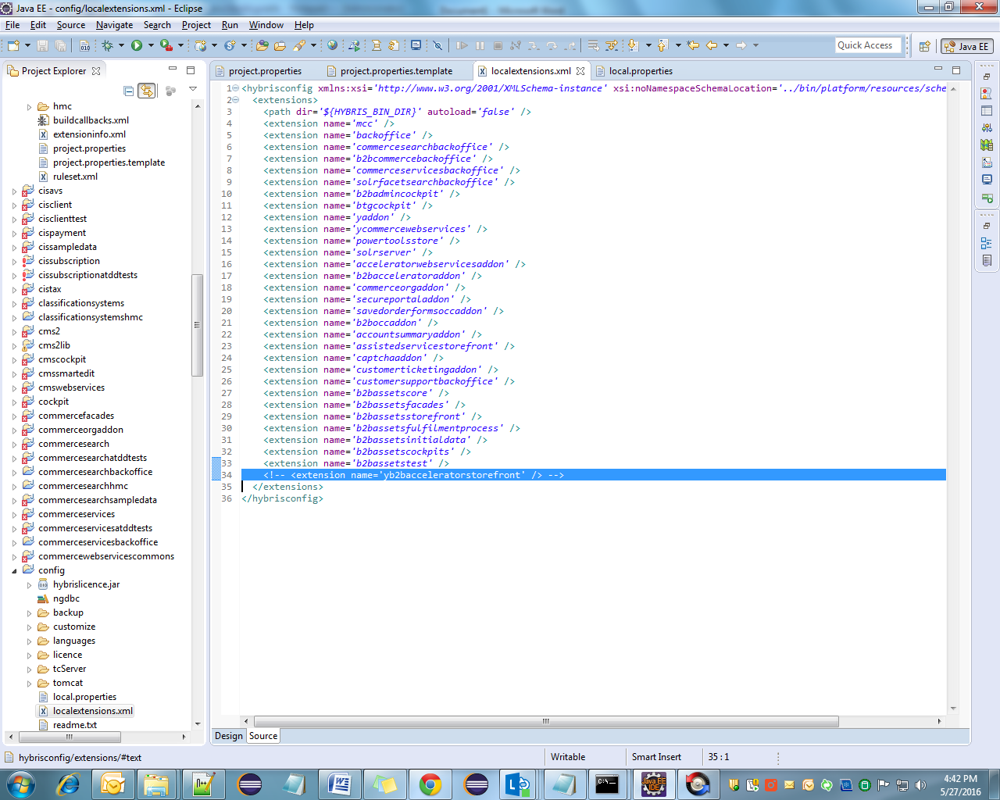 Java EE - config/localextensions.xml - Eclipse
File Edit Source Navigate Search Project Run Window Help
Quick Access
Java EE
Project Explorer
hmc
buildcallbacks.xml
extensioninfo.xml
project.properties
project.properties.template
ruleset.xml
cisavs
cisclient
cisclienttest
cispayment
cissampledata
cissubscription
cissubscriptionatddtests
cistax
classificationsystems
classificationsystemshmc
cms2
cms2lib
cmscockpit
cmssmartedit
cmswebservices
cockpit
commercefacades
commerceorgaddon
commercesearch
commercesearchatddtests
commercesearchbackoffice
commercesearchhmc
commercesearchsampledata
commerceservices
commerceservicesatddtests
commerceservicesbackoffice
commercewebservicescommons
config
hybrislicence.jar
ngdbc
backup
customize
languages
licence
tcServer
tomcat
local.properties
localextensions.xml
readme.txt
project.properties project.properties.template localextensions.xml local.properties
1 <hybrisconfig xmlns:xsi='http://www.w3.org/2001/XMLSchema-instance' xsi:noNamespaceSchemaLocation='../bin/platform/resources/sche
2 <extensions>
3 <path dir='${HYBRIS_BIN_DIR}' autoload='false' />
4 <extension name='mcc' />
5 <extension name='backoffice' />
6 <extension name='commercesearchbackoffice' />
7 <extension name='b2bcommercebackoffice' />
8 <extension name='commerceservicesbackoffice' />
9 <extension name='solrfacetsearchbackoffice' />
10 <extension name='b2badmincockpit' />
11 <extension name='btgcockpit' />
12 <extension name='yaddon' />
13 <extension name='ycommercewebservices' />
14 <extension name='powertoolsstore' />
15 <extension name='solrserver' />
16 <extension name='acceleratorwebservicesaddon' />
17 <extension name='b2bacceleratoraddon' />
18 <extension name='commerceorgaddon' />
19 <extension name='secureportaladdon' />
20 <extension name='savedorderformsoccaddon' />
21 <extension name='b2boccaddon' />
22 <extension name='accountsummaryaddon' />
23 <extension name='assistedservicestorefront' />
24 <extension name='captchaaddon' />
25 <extension name='customerticketingaddon' />
26 <extension name='customersupportbackoffice' />
27 <extension name='b2bassetscore' />
28 <extension name='b2bassetsfacades' />
29 <extension name='b2bassetsstorefront' />
30 <extension name='b2bassetsfulfilmentprocess' />
31 <extension name='b2bassetsinitialdata' />
32 <extension name='b2bassetscockpits' />
33 <extension name='b2bassetstest' />
34 <!-- <extension name='yb2bacceleratorstorefront' /> -->
35 </extensions>
36 </hybrisconfig>
Design Source
hybrisconfig/extensions/#text Writable Smart Insert 35 : 1
4:42 PM
5/27/2016